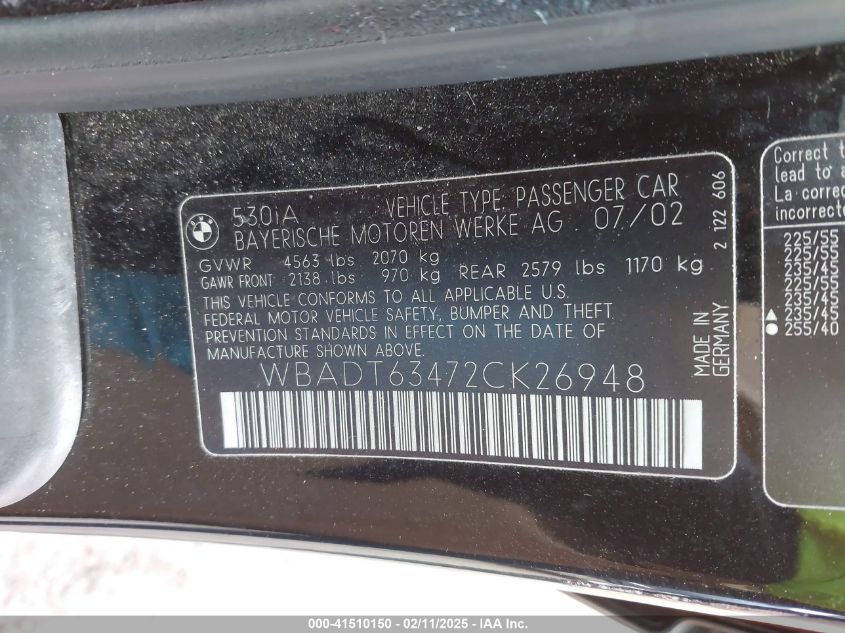 530iA VEHICLE TYPE: PASSENGER CAR
BAYERISCHE MOTOREN WERKE AG 07/02
GVWR 4563 lbs 2070 kg
GAWR FRONT 2138 lbs 970 kg REAR 2579 lbs 1170 kg
THIS VEHICLE CONFORMS TO ALL APPLICABLE U.S.
FEDERAL MOTOR VEHICLE SAFETY, BUMPER AND THEFT
PREVENTION STANDARDS IN EFFECT ON THE DATE OF
MANUFACTURE SHOWN ABOVE.
WBADT63472CK26948
2 122 606
MADE IN
GERMANY
Correct t
lead to a
La correc
incorrecte
225/55
225/55
235/45
225/55
235/45
235/45
255/40
000-41510150 - 02/11/2025 - IAA Inc.